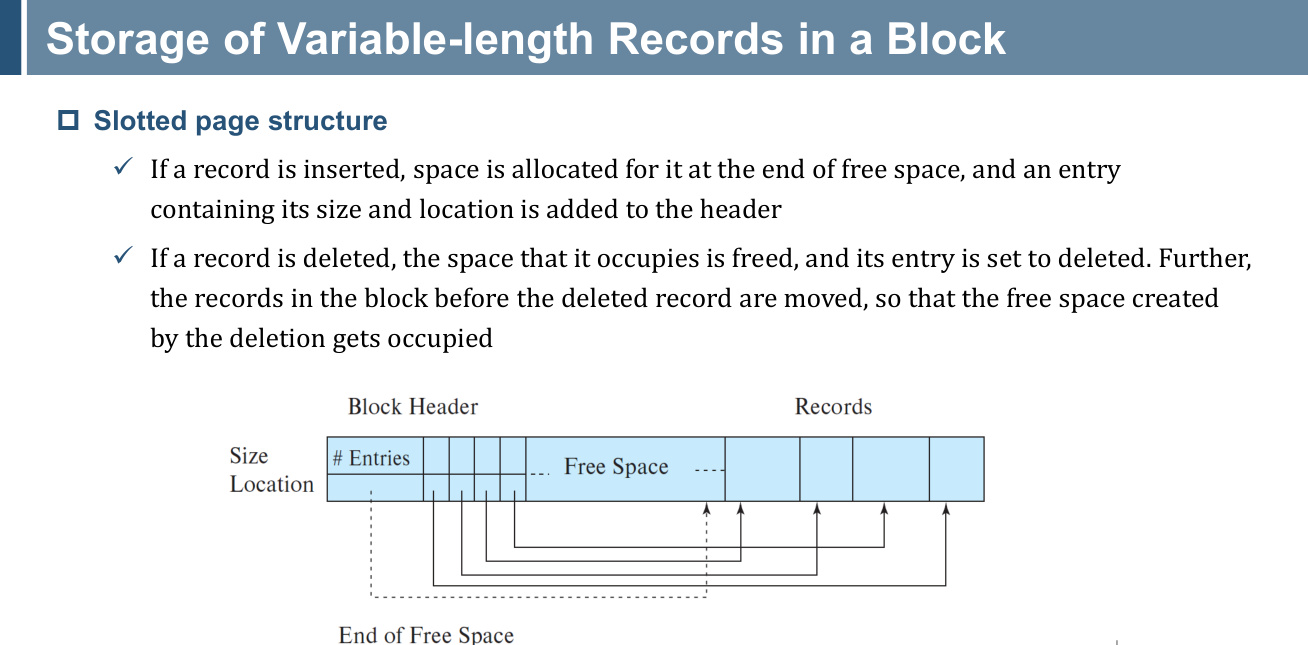 Storage of Variable-length Records in a Block
Slotted page structure
If a record is inserted, space is allocated for it at the end of free space, and an entry
containing its size and location is added to the header
If a record is deleted, the space that it occupies is freed, and its entry is set to deleted. Further,
the records in the block before the deleted record are moved, so that the free space created
by the deletion gets occupied
Block Header
Records
Size
Location
# Entries
Free Space
End of Free Space